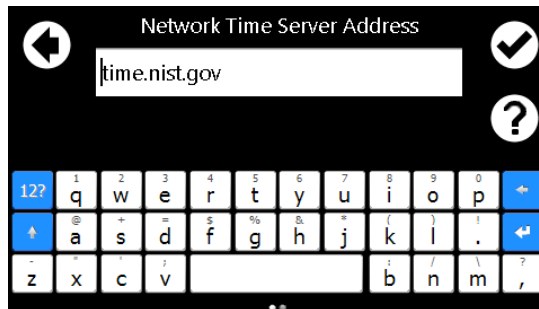 Network Time Server Address
time.nist.gov
1 2 3 4 5 6 7 8 9 0
12? q w e r t y u i o p
@ + = $ % & * ( ) !
a s d f g h j k l .
- " ' ; : / \ ?
z x c v b n m ,